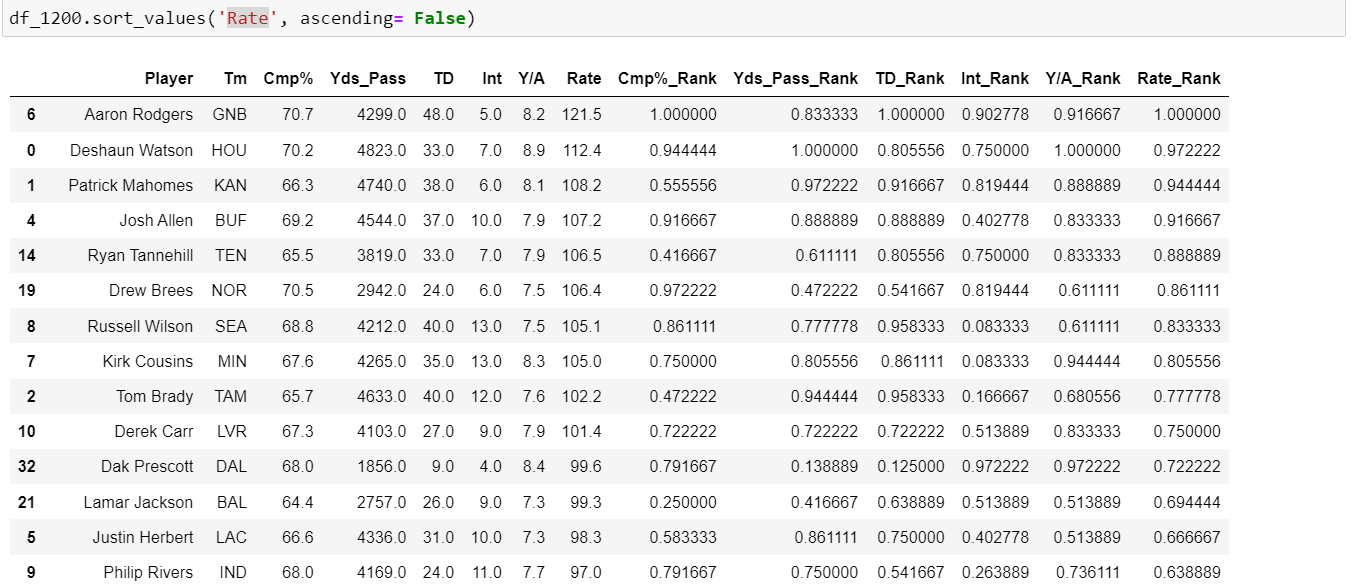 df_1200.sort_values('Rate', ascending= False)
Player Tm Cmp% Yds_Pass TD Int Y/A Rate Cmp%_Rank Yds_Pass_Rank TD_Rank Int_Rank Y/A_Rank Rate_Rank
6 Aaron Rodgers GNB 70.7 4299.0 48.0 5.0 8.2 121.5 1.000000 0.833333 1.000000 0.902778 0.916667 1.000000
0 Deshaun Watson HOU 70.2 4823.0 33.0 7.0 8.9 112.4 0.944444 1.000000 0.805556 0.750000 1.000000 0.972222
1 Patrick Mahomes KAN 66.3 4740.0 38.0 6.0 8.1 108.2 0.555556 0.972222 0.916667 0.819444 0.888889 0.944444
4 Josh Allen BUF 69.2 4544.0 37.0 10.0 7.9 107.2 0.916667 0.888889 0.888889 0.402778 0.833333 0.916667
14 Ryan Tannehill TEN 65.5 3819.0 33.0 7.0 7.9 106.5 0.416667 0.611111 0.805556 0.750000 0.833333 0.888889
19 Drew Brees NOR 70.5 2942.0 24.0 6.0 7.5 106.4 0.972222 0.472222 0.541667 0.819444 0.611111 0.861111
8 Russell Wilson SEA 68.8 4212.0 40.0 13.0 7.5 105.1 0.861111 0.777778 0.958333 0.083333 0.611111 0.833333
7 Kirk Cousins MIN 67.6 4265.0 35.0 13.0 8.3 105.0 0.750000 0.805556 0.861111 0.083333 0.944444 0.805556
2 Tom Brady TAM 65.7 4633.0 40.0 12.0 7.6 102.2 0.472222 0.944444 0.958333 0.166667 0.680556 0.777778
10 Derek Carr LVR 67.3 4103.0 27.0 9.0 7.9 101.4 0.722222 0.722222 0.722222 0.513889 0.833333 0.750000
32 Dak Prescott DAL 68.0 1856.0 9.0 4.0 8.4 99.6 0.791667 0.138889 0.125000 0.972222 0.972222 0.722222
21 Lamar Jackson BAL 64.4 2757.0 26.0 9.0 7.3 99.3 0.250000 0.416667 0.638889 0.513889 0.513889 0.694444
5 Justin Herbert LAC 66.6 4336.0 31.0 10.0 7.3 98.3 0.583333 0.861111 0.750000 0.402778 0.513889 0.666667
9 Philip Rivers IND 68.0 4169.0 24.0 11.0 7.7 97.0 0.791667 0.750000 0.541667 0.263889 0.736111 0.638889